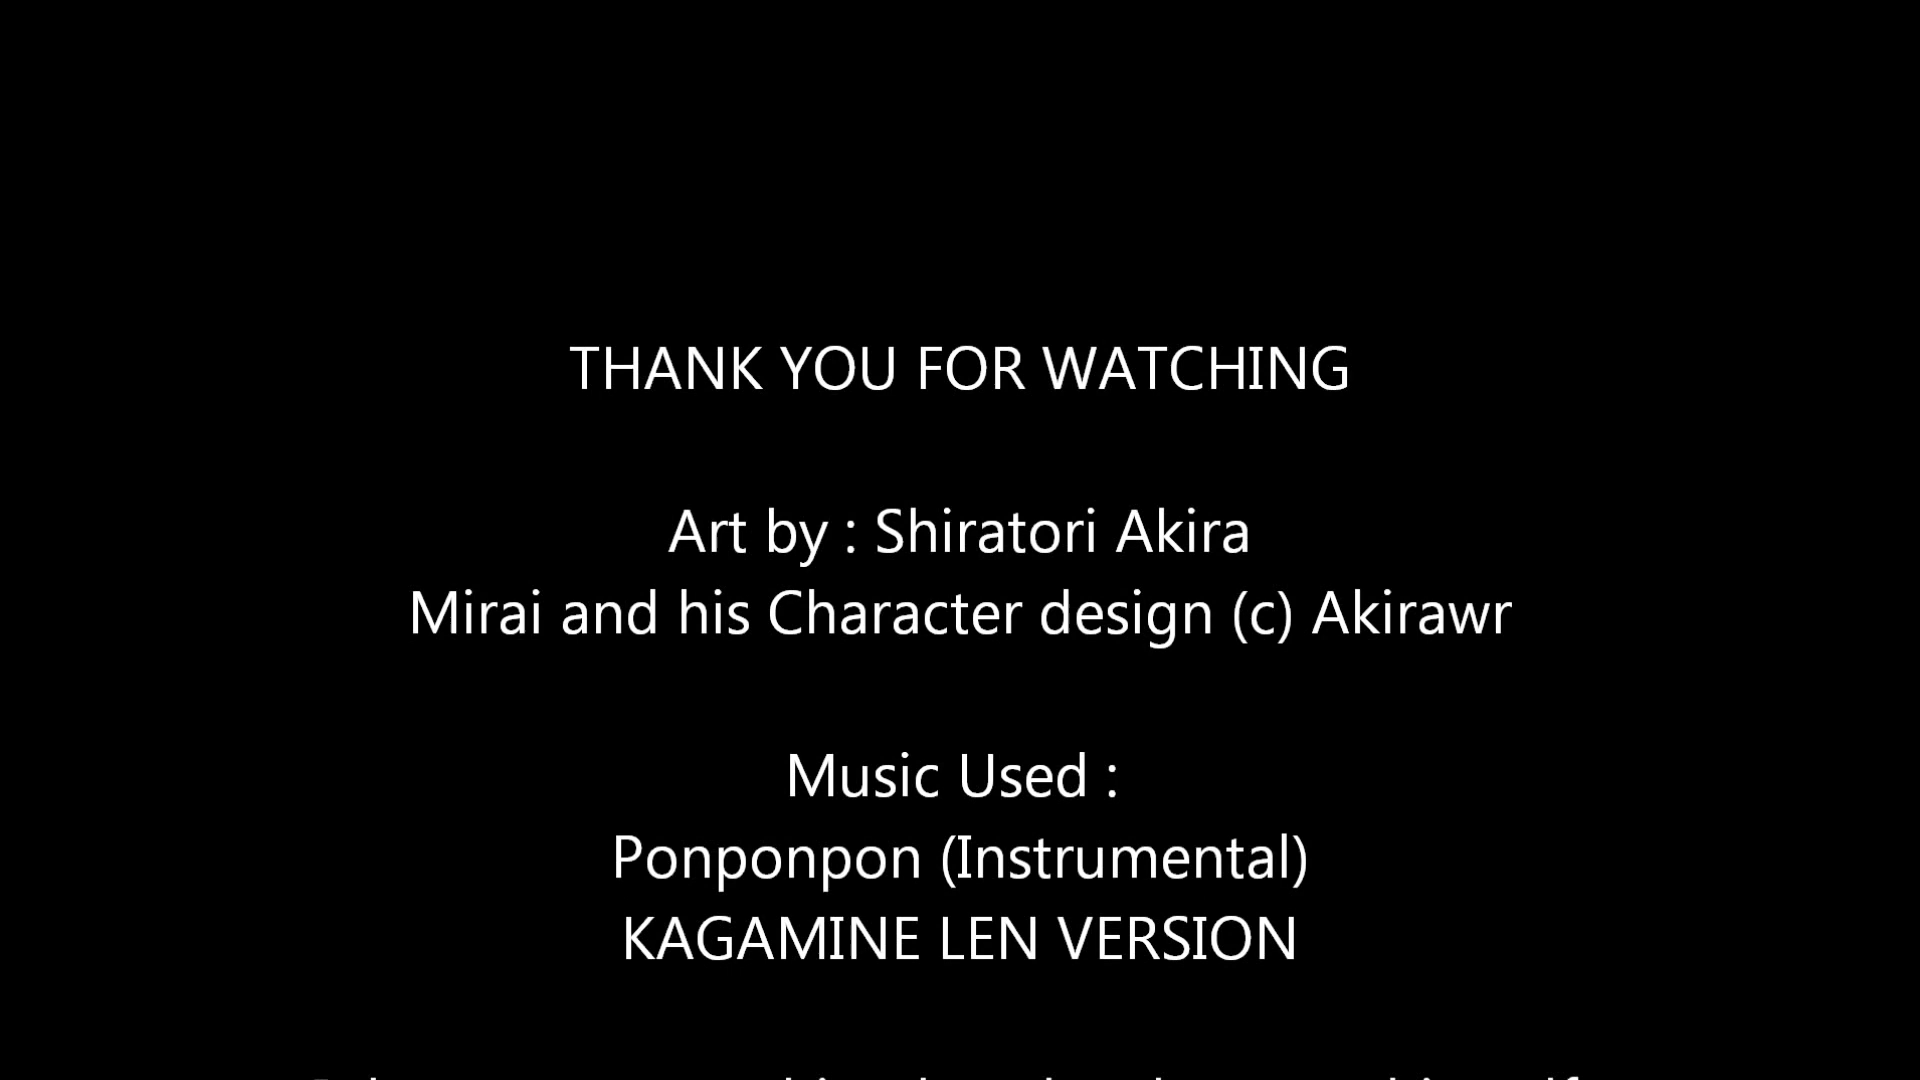 THANK YOU FOR WATCHING
Art by : Shiratori Akira
Mirai and his Character design (c) Akirawr
Music Used :
Ponponpon (Instrumental)
KAGAMINE LEN VERSION